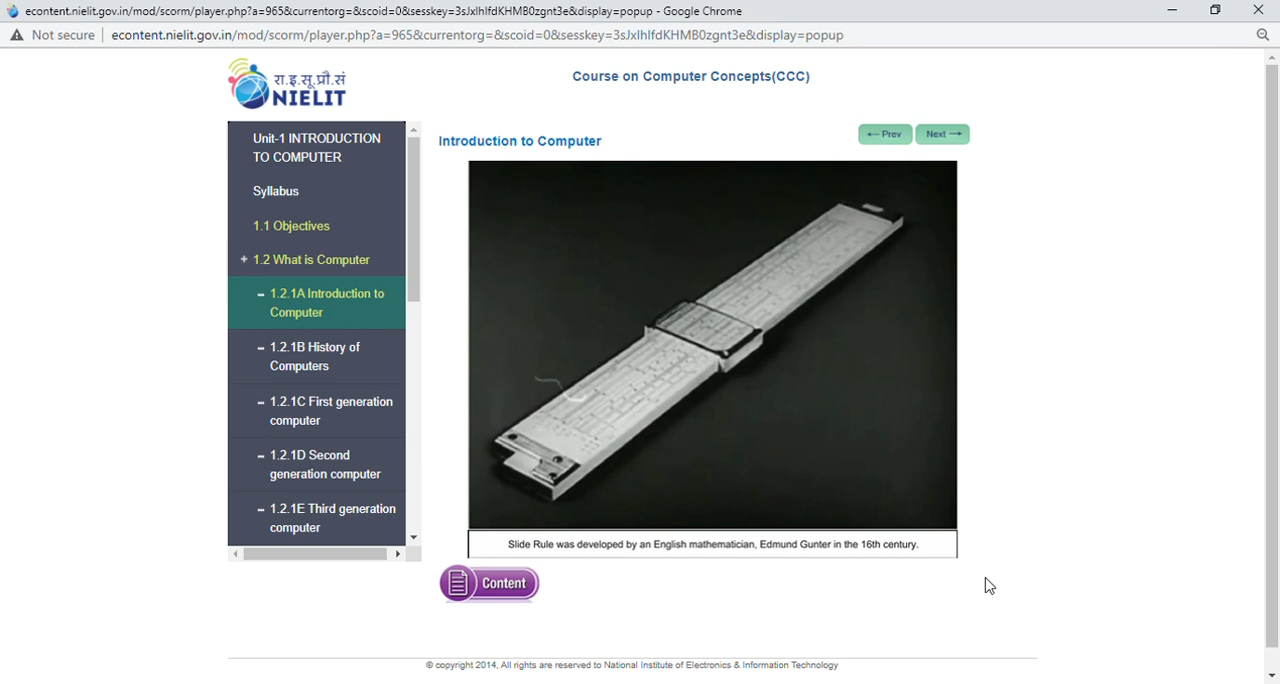 econtent.nielit.gov.in/mod/scorm/player.php?a=965&currentorg=&scoid=0&sesskey=3sJxlhlfdKHMB0zgnt3e&display=popup - Google Chrome
Not secure econtent.nielit.gov.in/mod/scorm/player.php?a=965&currentorg=&scoid=0&sesskey=3sJxlhlfdKHMB0zgnt3e&display=popup
रा.इ.सू.प्रौ.सं
NIELIT
Course on Computer Concepts(CCC)
Unit-1 INTRODUCTION
TO COMPUTER
Syllabus
1.1 Objectives
+ 1.2 What is Computer
– 1.2.1A Introduction to
Computer
– 1.2.1B History of
Computers
– 1.2.1C First generation
computer
– 1.2.1D Second
generation computer
– 1.2.1E Third generation
computer
Introduction to Computer
← Prev Next →
Slide Rule was developed by an English mathematician, Edmund Gunter in the 16th century.
Content
© copyright 2014, All rights are reserved to National Institute of Electronics & Information Technology